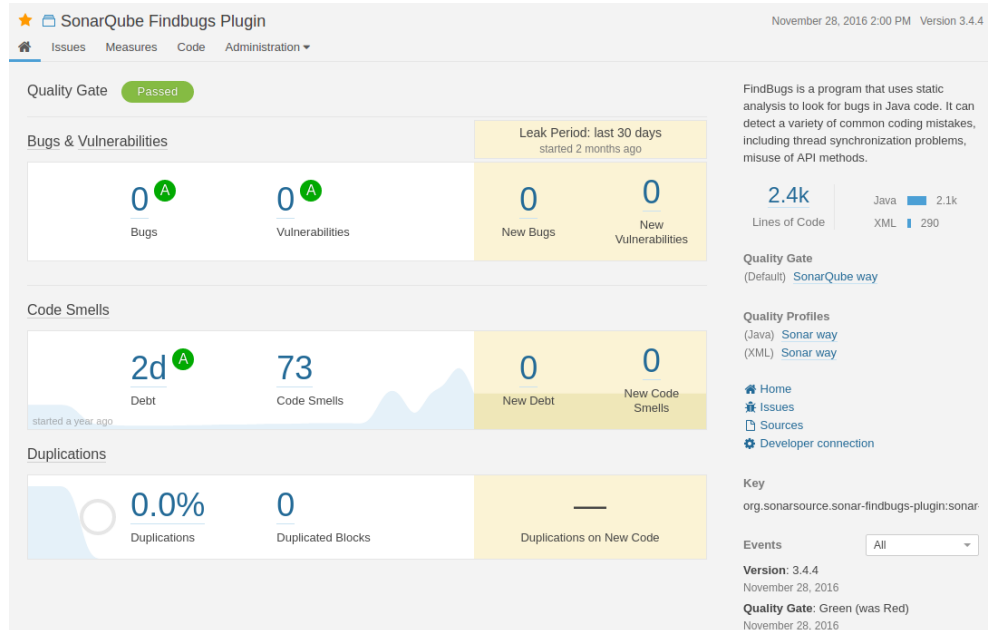 SonarQube Findbugs Plugin
November 28, 2016 2:00 PM Version 3.4.4
Issues Measures Code Administration
Quality Gate Passed
Bugs & Vulnerabilities
Leak Period: last 30 days
started 2 months ago
0 A
Bugs
0 A
Vulnerabilities
0
New Bugs
0
New
Vulnerabilities
Code Smells
2d A
Debt
73
Code Smells
started a year ago
0
New Debt
0
New Code
Smells
Duplications
0.0%
Duplications
0
Duplicated Blocks
—
Duplications on New Code
FindBugs is a program that uses static
analysis to look for bugs in Java code. It can
detect a variety of common coding mistakes,
including thread synchronization problems,
misuse of API methods.
2.4k
Lines of Code
Java 2.1k
XML 290
Quality Gate
(Default) SonarQube way
Quality Profiles
(Java) Sonar way
(XML) Sonar way
Home
Issues
Sources
Developer connection
Key
org.sonarsource.sonar-findbugs-plugin:sonar-
Events All
Version: 3.4.4
November 28, 2016
Quality Gate: Green (was Red)
November 28, 2016